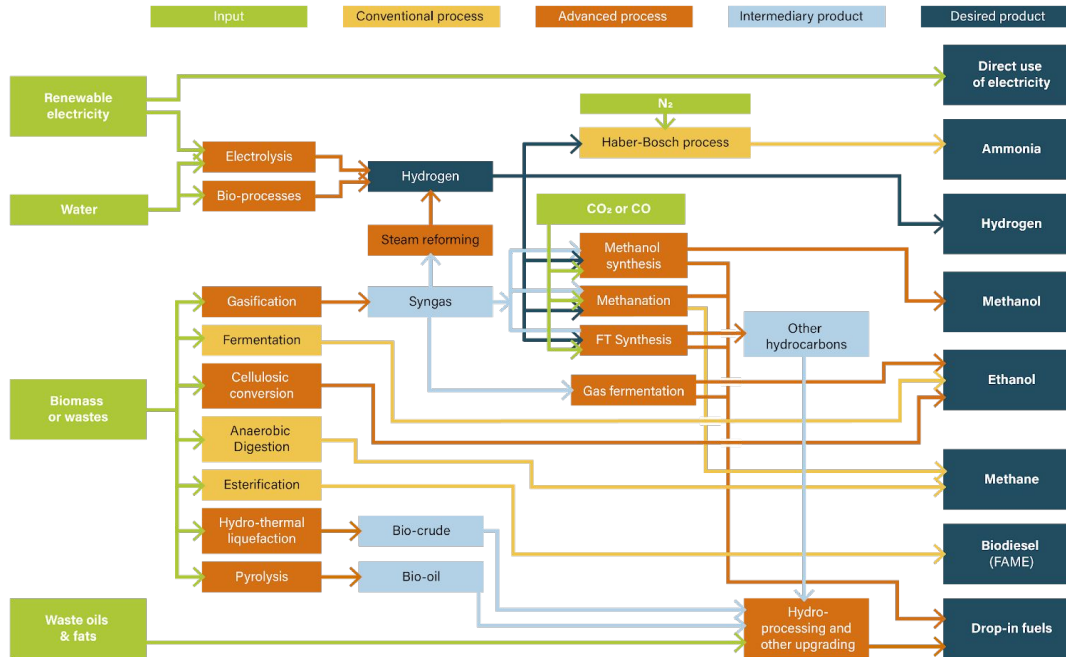 Input
Conventional process
Advanced process
Intermediary product
Desired product
Renewable
electricity
Direct use
of electricity
N₂
Haber-Bosch process
Ammonia
Electrolysis
Hydrogen
Bio-processes
Water
CO₂ or CO
Hydrogen
Steam reforming
Methanol
synthesis
Gasification
Syngas
Methanation
Methanol
Fermentation
FT Synthesis
Other
hydrocarbons
Cellulosic
conversion
Gas fermentation
Ethanol
Biomass
or wastes
Anaerobic
Digestion
Esterification
Methane
Hydro-thermal
liquefaction
Bio-crude
Biodiesel
(FAME)
Pyrolysis
Bio-oil
Waste oils
& fats
Hydro-
processing and
other upgrading
Drop-in fuels